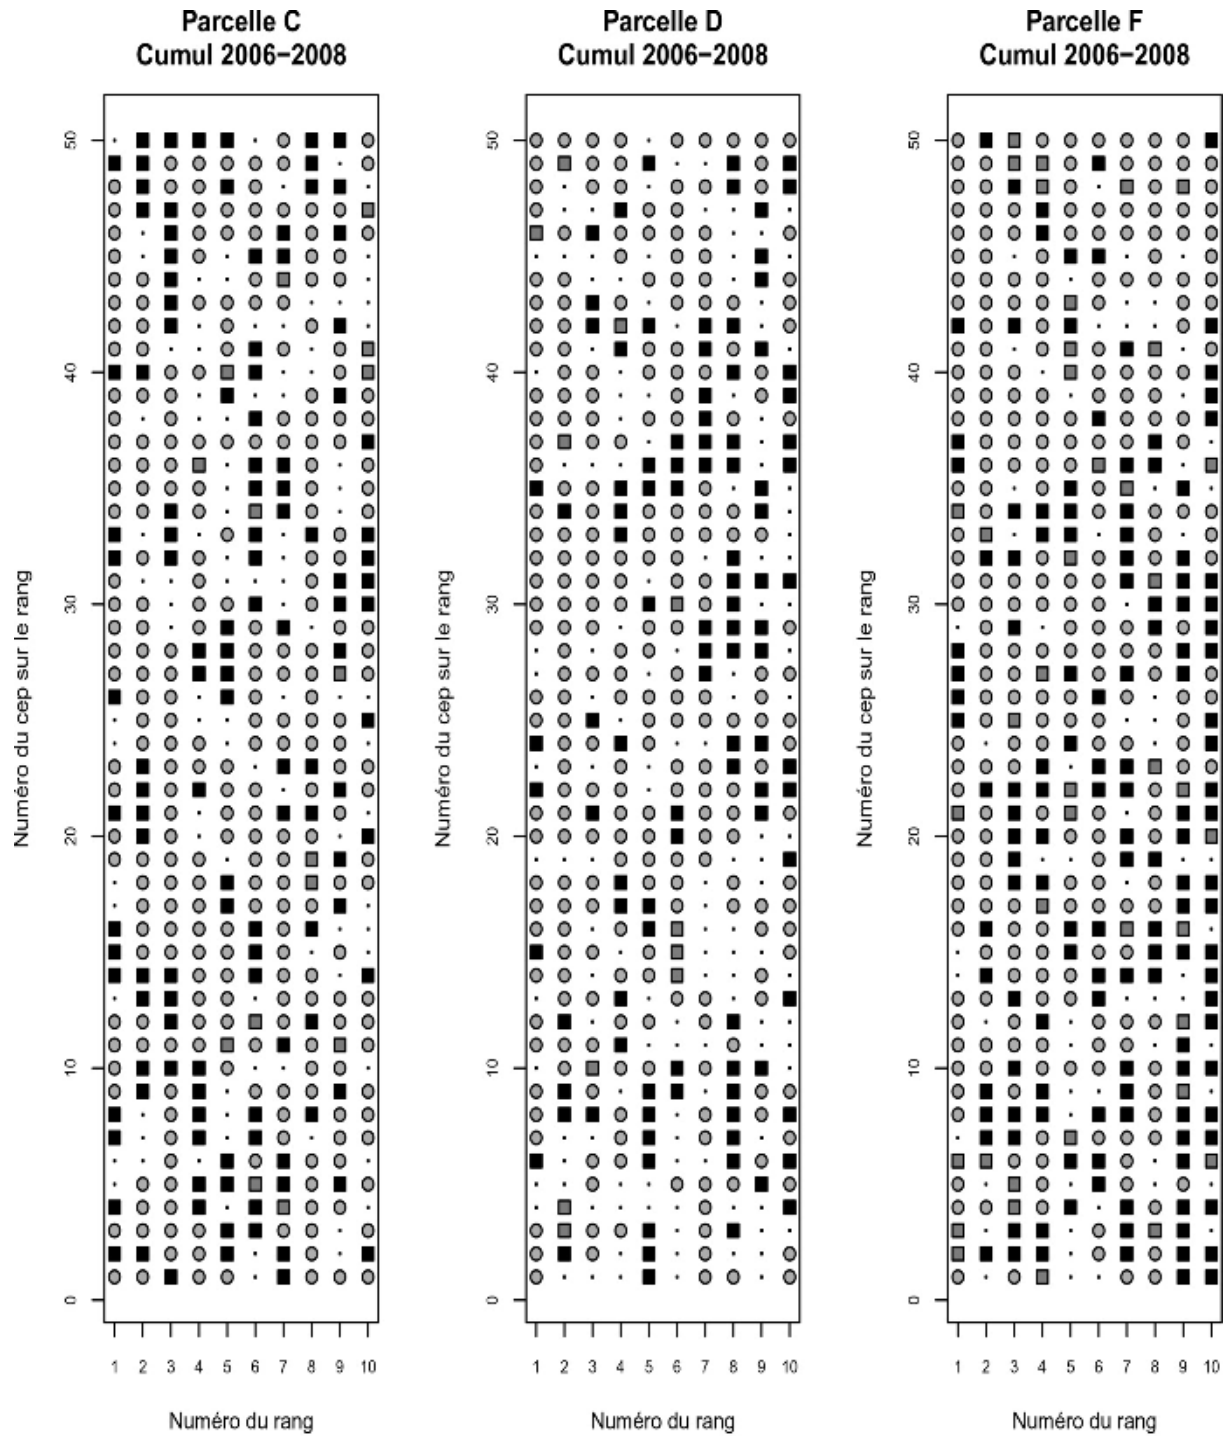 Parcelle C
Cumul 2006–2008
50
40
30
20
10
0
Numéro du cep sur le rang
1 2 3 4 5 6 7 8 9 10
Numéro du rang
Parcelle D
Cumul 2006–2008
50
40
30
20
10
0
Numéro du cep sur le rang
1 2 3 4 5 6 7 8 9 10
Numéro du rang
Parcelle F
Cumul 2006–2008
50
40
30
20
10
0
Numéro du cep sur le rang
1 2 3 4 5 6 7 8 9 10
Numéro du rang